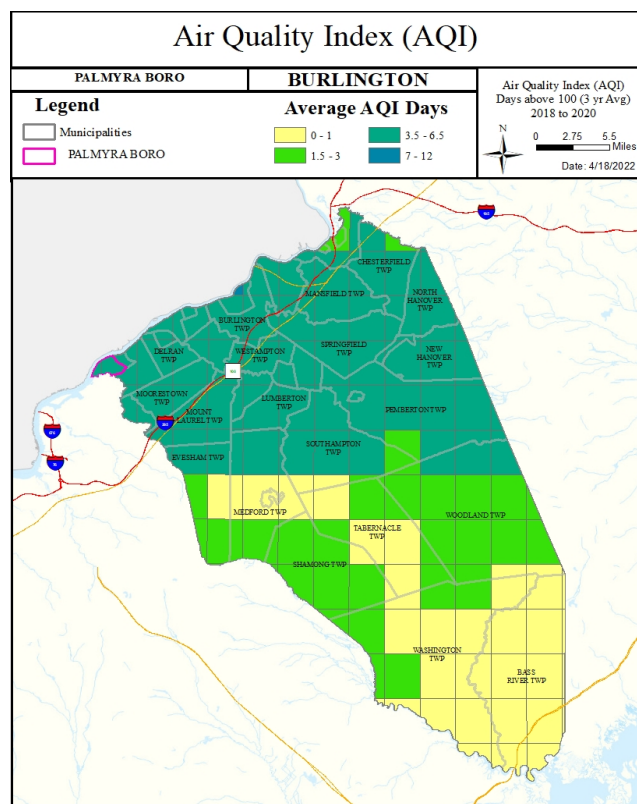 Air Quality Index (AQI)
PALMYRA BORO
BURLINGTON
Legend
Municipalities
PALMYRA BORO
Average AQI Days
0 - 1
3.5 - 6.5
1.5 - 3
7 - 12
Air Quality Index (AQI)
Days above 100 (3 yr Avg)
2018 to 2020
N
0 2.75 5.5
Miles
Date: 4/18/2022
CHESTERFIELD
TWP
MANSFIELD TWP
NORTH
HANOVER
TWP
BURLINGTON
TWP
SPRINGFIELD
TWP
DELRAN
TWP
WESTAMPTON
TWP
NEW
HANOVER
TWP
MOORESTOWN
TWP
LUMBERTON
TWP
MOUNT
LAUREL TWP
PEMBERTON TWP
SOUTHAMPTON
TWP
EVESHAM TWP
MEDFORD TWP
WOODLAND TWP
TABERNACLE
TWP
SHAMONG TWP
WASHINGTON
TWP
BASS
RIVER TWP